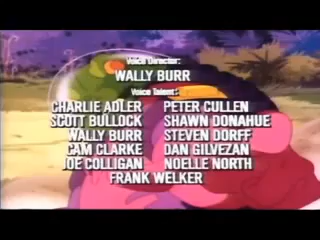 Voice Director:
WALLY BURR
Voice Talent:
CHARLIE ADLER PETER CULLEN
SCOTT BULLOCK SHAWN DONAHUE
WALLY BURR STEVEN DORFF
CAM CLARKE DAN GILVEZAN
JOE COLLIGAN NOELLE NORTH
FRANK WELKER